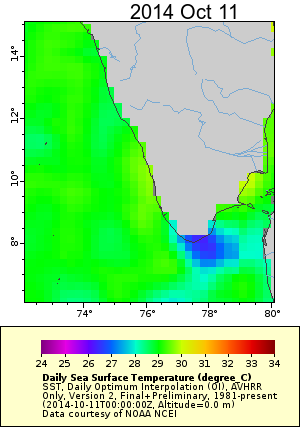 2014 Oct 11
14°
12°
10°
8°
74°
76°
78°
80°
24 25 26 27 28 29 30 31 32 33 34
Daily Sea Surface Temperature (degree_C)
SST, Daily Optimum Interpolation (OI), AVHRR
Only, Version 2, Final+Preliminary, 1981-present
(2014-10-11T00:00:00Z, Altitude=0.0 m)
Data courtesy of NOAA NCEI